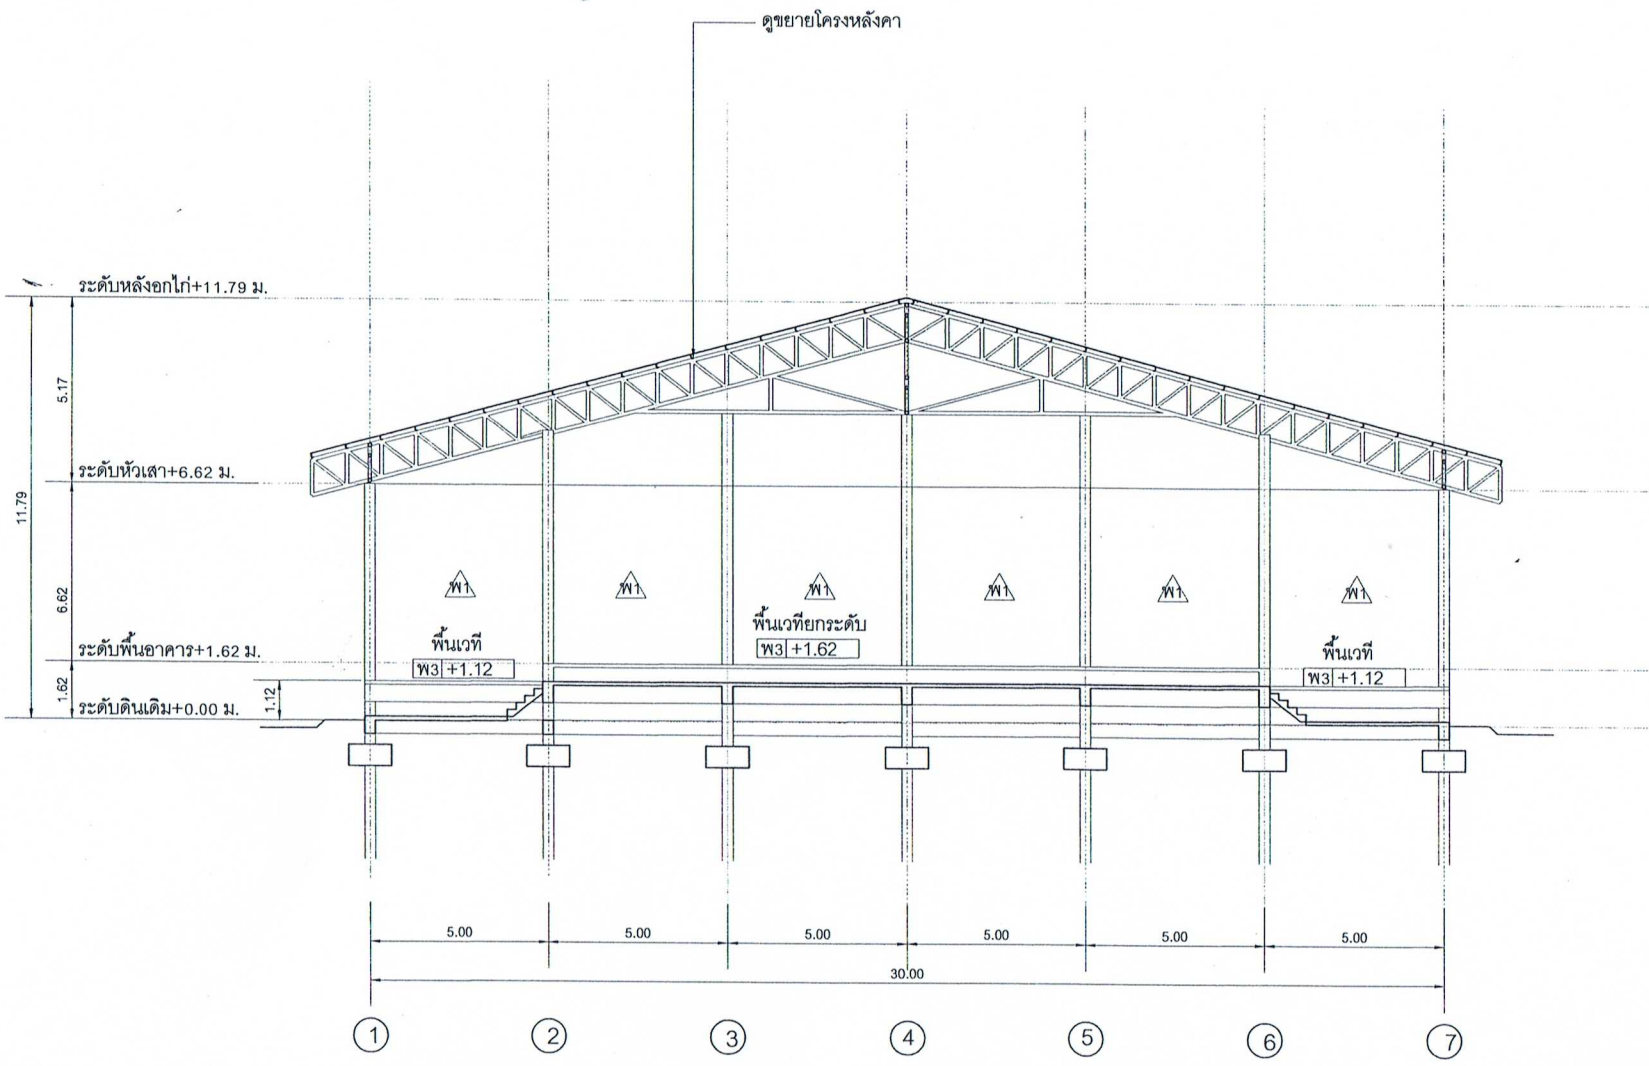 ดูขยายโครงหลังคา
ระดับหลังอกไก่+11.79 ม.
5.17
ระดับหัวเสา+6.62 ม.
11.79
6.62
พ1 พ1 พ1 พ1 พ1 พ1
พื้นเวที
พ3 +1.12
พื้นเวทียกระดับ
พ3 +1.62
พื้นเวที
พ3 +1.12
ระดับพื้นอาคาร+1.62 ม.
1.62
1.12
ระดับดินเดิม+0.00 ม.
5.00 5.00 5.00 5.00 5.00 5.00
30.00
1 2 3 4 5 6 7